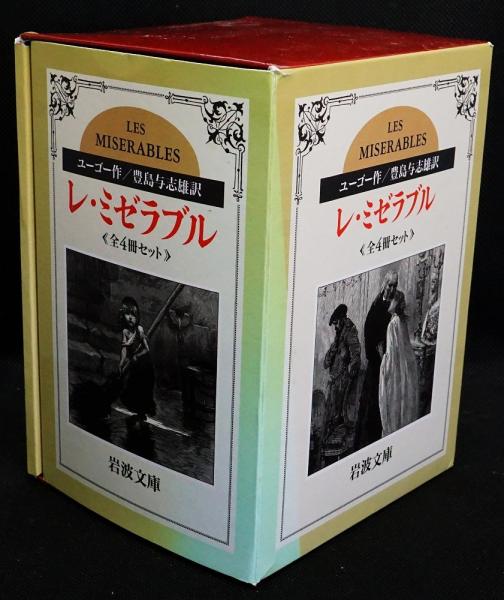 LES
MISERABLES
ユーゴー作/豊島与志雄訳
レ・ミゼラブル
《全4冊セット》
岩波文庫
LES
MISERABLES
ユーゴー作/豊島与志雄訳
レ・ミゼラブル
《全4冊セット》
岩波文庫